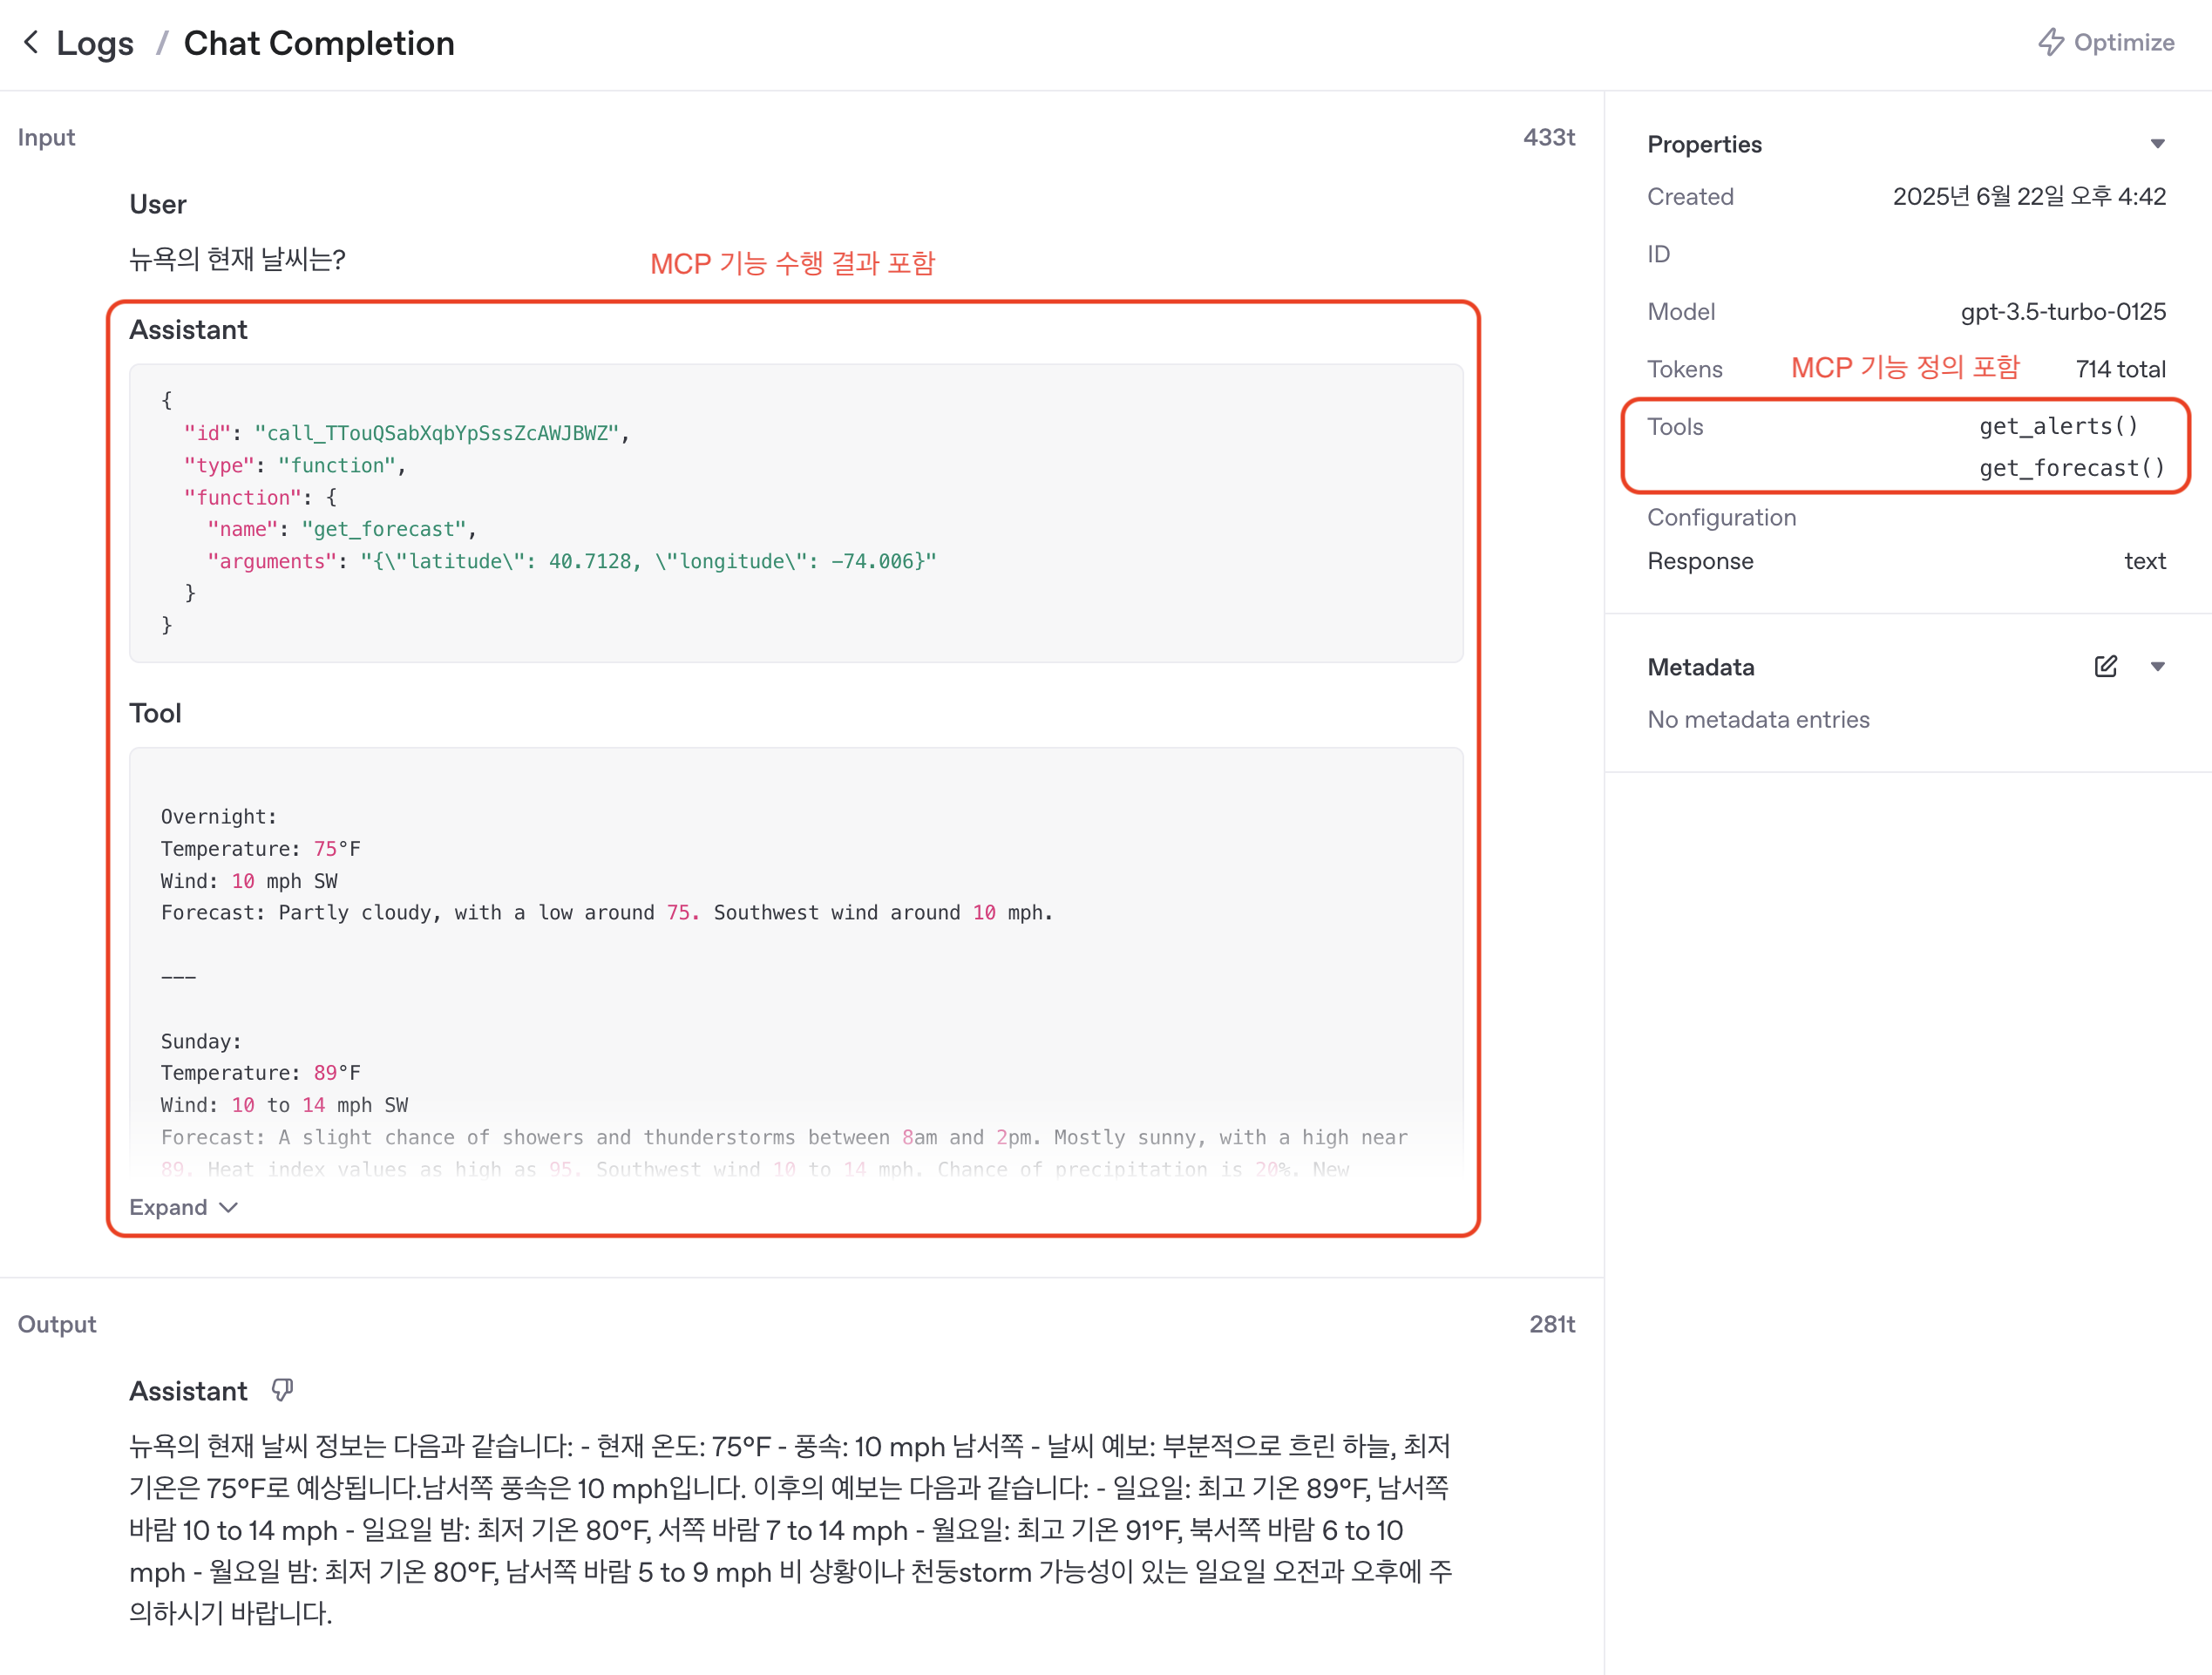 Logs / Chat Completion
Optimize
Input
433t
User
뉴욕의 현재 날씨는?
MCP 기능 수행 결과 포함
Assistant
{
"id": "call_TTouQSabXqbYpSssZcAWJBWZ",
"type": "function",
"function": {
"name": "get_forecast",
"arguments": "{\"latitude\": 40.7128, \"longitude\": -74.006}"
}
}
Tool
Overnight:
Temperature: 75°F
Wind: 10 mph SW
Forecast: Partly cloudy, with a low around 75. Southwest wind around 10 mph.
---
Sunday:
Temperature: 89°F
Wind: 10 to 14 mph SW
Forecast: A slight chance of showers and thunderstorms between 8am and 2pm. Mostly sunny, with a high near
89. Heat index values as high as 95. Southwest wind 10 to 14 mph. Chance of precipitation is 20%. New
Expand
Output
281t
Assistant
뉴욕의 현재 날씨 정보는 다음과 같습니다: - 현재 온도: 75°F - 풍속: 10 mph 남서쪽 - 날씨 예보: 부분적으로 흐린 하늘, 최저
기온은 75°F로 예상됩니다.남서쪽 풍속은 10 mph입니다. 이후의 예보는 다음과 같습니다: - 일요일: 최고 기온 89°F, 남서쪽
바람 10 to 14 mph - 일요일 밤: 최저 기온 80°F, 서쪽 바람 7 to 14 mph - 월요일: 최고 기온 91°F, 북서쪽 바람 6 to 10
mph - 월요일 밤: 최저 기온 80°F, 남서쪽 바람 5 to 9 mph 비 상황이나 천둥storm 가능성이 있는 일요일 오전과 오후에 주
의하시기 바랍니다.
Properties
Created 2025년 6월 22일 오후 4:42
ID
Model gpt-3.5-turbo-0125
Tokens MCP 기능 정의 포함 714 total
Tools get_alerts()
get_forecast()
Configuration
Response text
Metadata
No metadata entries